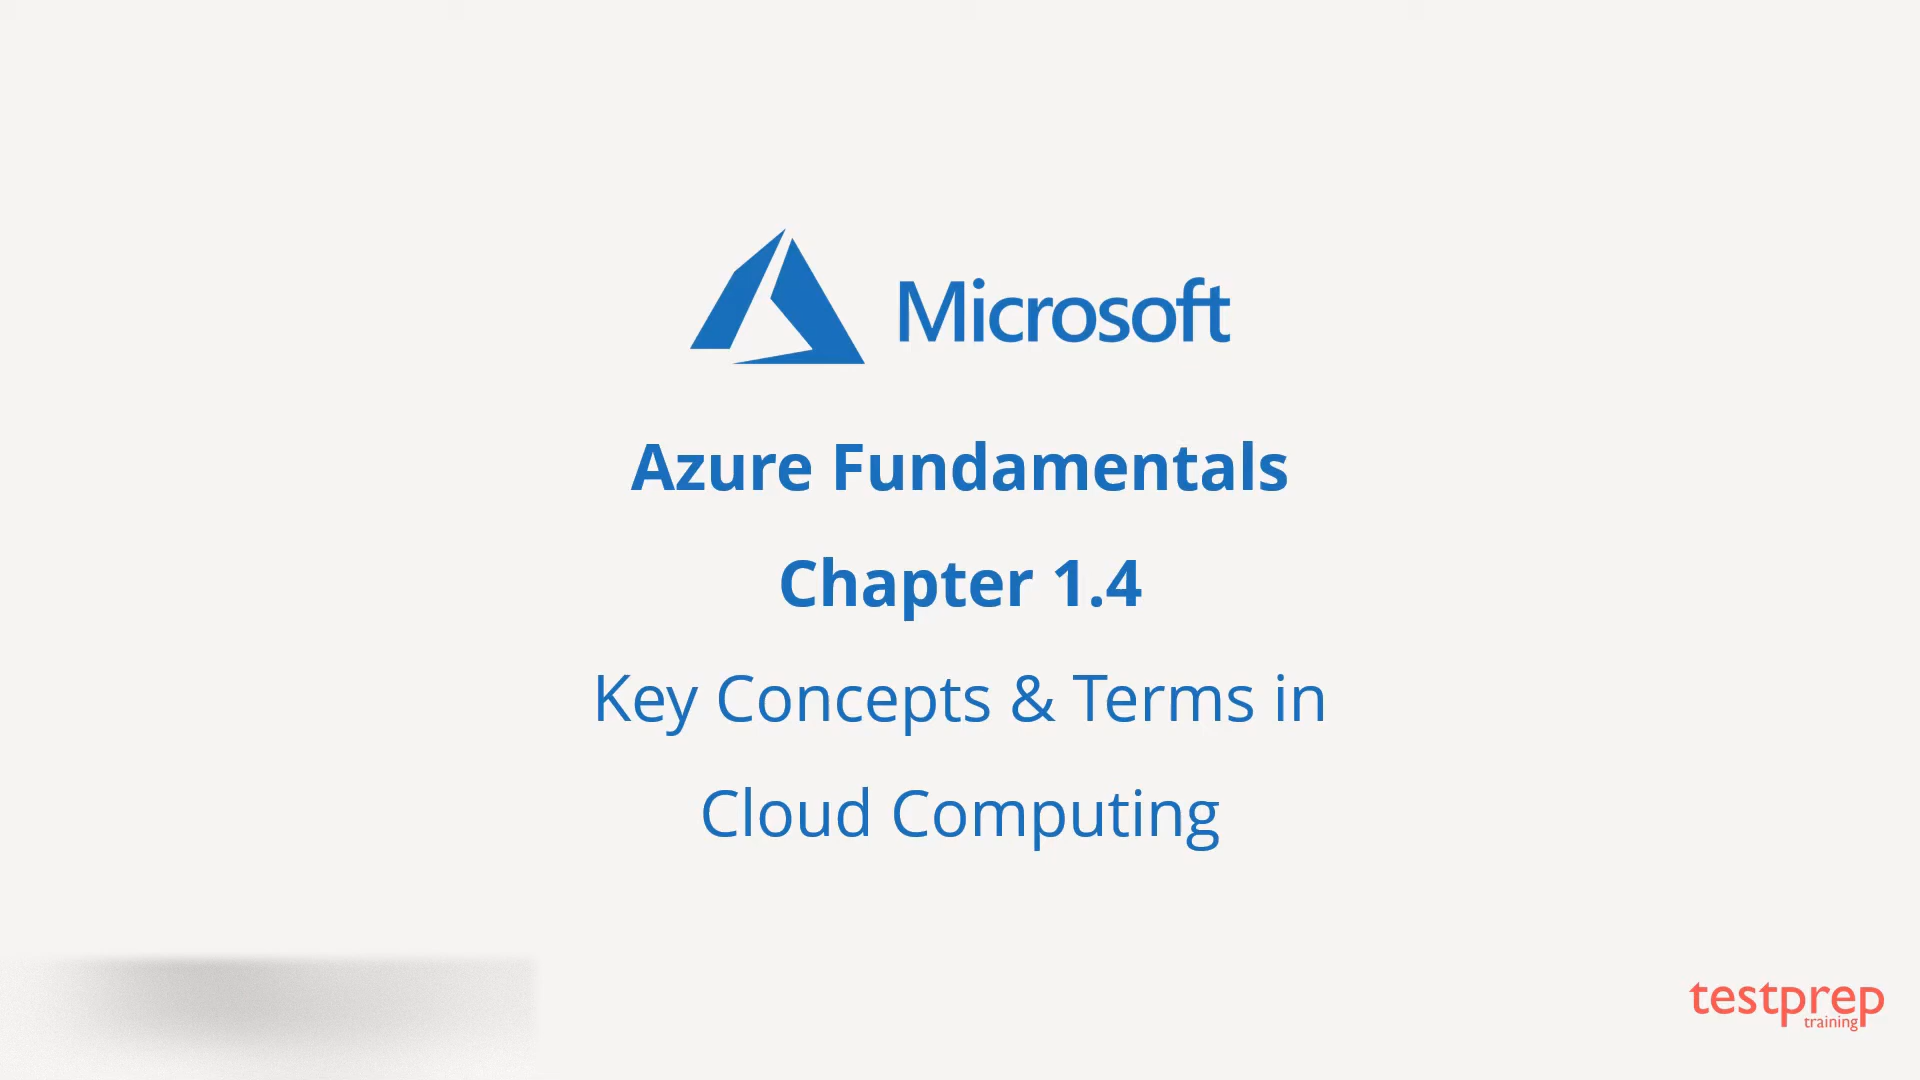 Microsoft
Azure Fundamentals
Chapter 1.4
Key Concepts & Terms in
Cloud Computing
testprep
training